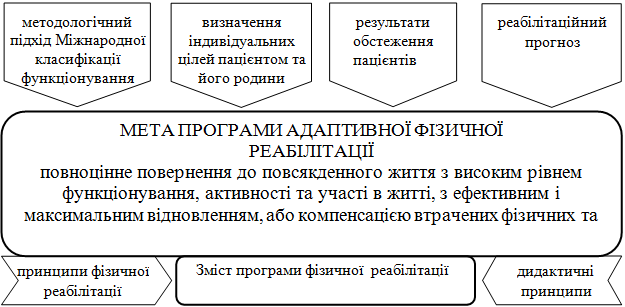 методологічний
підхід Міжнародної
класифікації
функціонування
визначення
індивідуальних
цілей пацієнтом та
його родини
результати
обстеження
пацієнтів
реабілітаційний
прогноз
МЕТА ПРОГРАМИ АДАПТИВНОЇ ФІЗИЧНОЇ
РЕАБІЛІТАЦІЇ
повноцінне повернення до повсякденного життя з високим рівнем
функціонування, активності та участі в житті, з ефективним і
максимальним відновленням, або компенсацією втрачених фізичних та
принципи фізичної
реабілітації
Зміст програми фізичної реабілітації
дидактичні
принципи